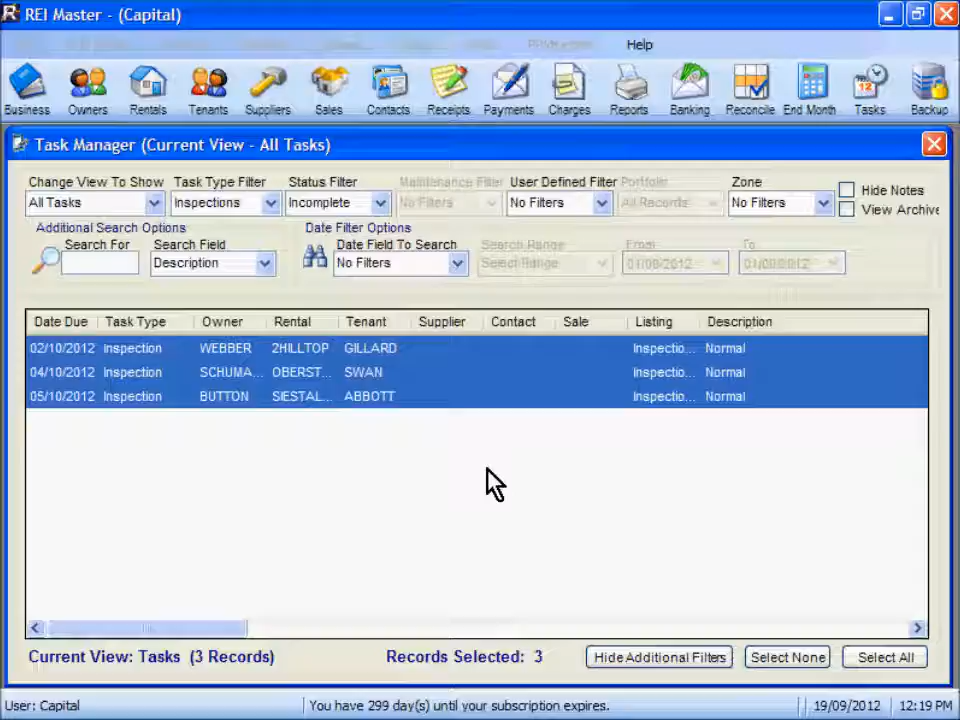 REI Master - (Capital)
Help
Business Owners Rentals Tenants Suppliers Sales Contacts Receipts Payments Charges Reports Banking Reconcile End Month Tasks Backup
Task Manager (Current View - All Tasks)
Change View To Show Task Type Filter Status Filter Maintenance Filter User Defined Filter Portfolio Zone Hide Notes
All Tasks Inspections Incomplete No Filters No Filters All Records No Filters View Archive
Additional Search Options Date Filter Options
Search For Search Field Date Field To Search Search Range From To
Description No Filters Select Range 01/09/2012 01/09/2012
Date Due Task Type Owner Rental Tenant Supplier Contact Sale Listing Description
02/10/2012 Inspection WEBBER 2HILLTOP GILLARD Inspectio... Normal
04/10/2012 Inspection SCHUMA... OBERST... SWAN Inspectio... Normal
05/10/2012 Inspection BUTTON SIESTAL... ABBOTT Inspectio... Normal
Current View: Tasks (3 Records) Records Selected: 3 Hide Additional Filters Select None Select All
User: Capital You have 299 day(s) until your subscription expires. 19/09/2012 12:19 PM